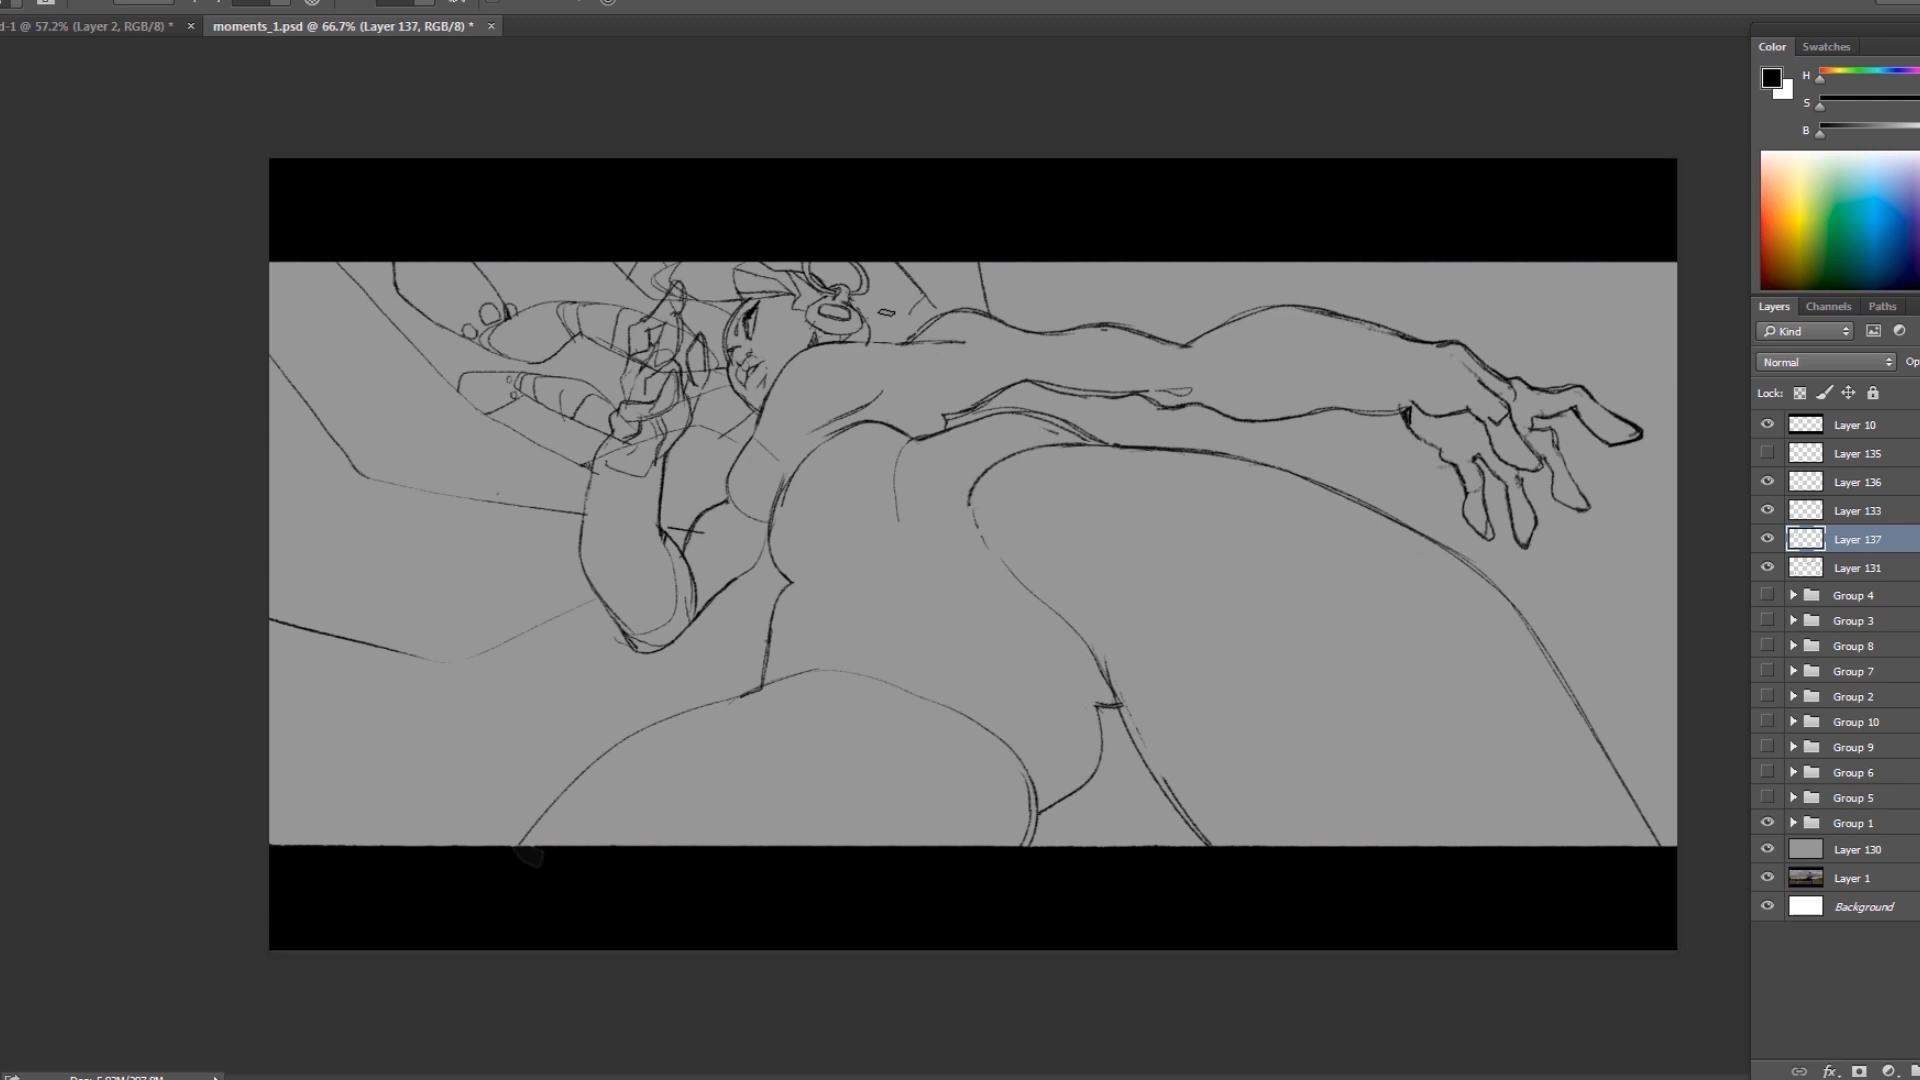 d-1 @ 57.2% (Layer 2, RGB/8) *
moments_1.psd @ 66.7% (Layer 137, RGB/8) *
Color
Swatches
H
S
B
Layers
Channels
Paths
Kind
Normal
Op
Lock:
Layer 10
Layer 135
Layer 136
Layer 133
Layer 137
Layer 131
Group 4
Group 3
Group 8
Group 7
Group 2
Group 10
Group 9
Group 6
Group 5
Group 1
Layer 130
Layer 1
Background
fx